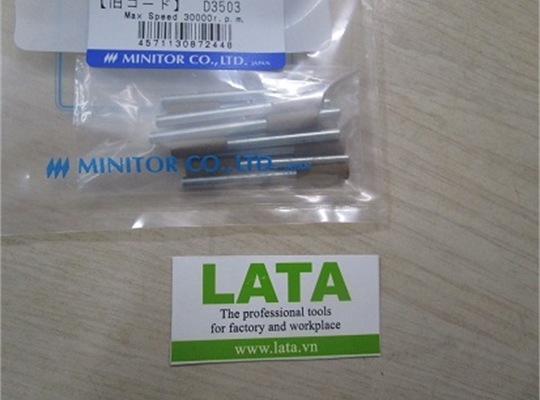 【旧コード】 D3503
Max Speed 30000r.p.m.
4571130872448
MINITOR CO.,LTD. JAPAN
MINITOR CO., LTD. JAPAN
LATA
The professional tools
for factory and workplace
www.lata.vn